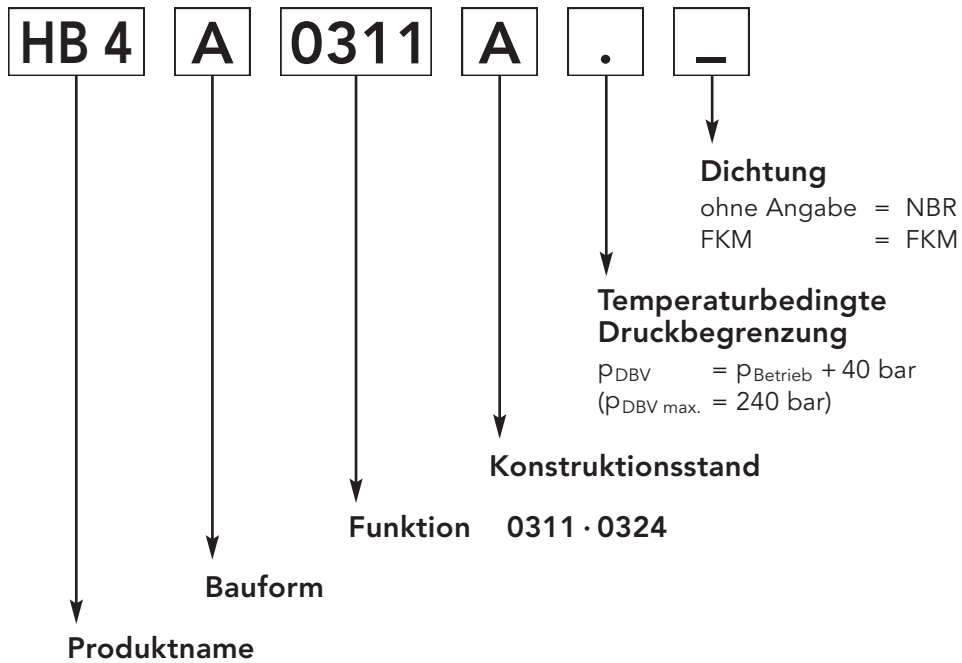 HB 4 A 0311 A . _
Dichtung
ohne Angabe = NBR
FKM = FKM
Temperaturbedingte
Druckbegrenzung
pDBV = pBetrieb + 40 bar
(pDBV max. = 240 bar)
Konstruktionsstand
Funktion 0311 · 0324
Bauform
Produktname